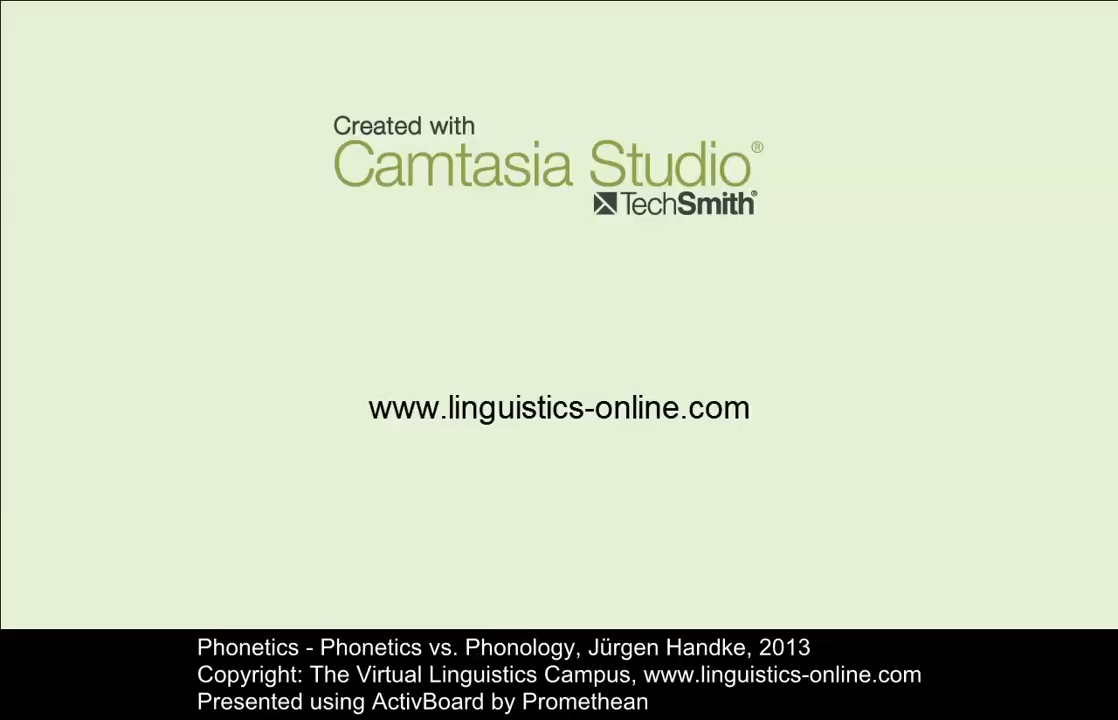 Created with
Camtasia Studio®
TechSmith®
www.linguistics-online.com
Phonetics - Phonetics vs. Phonology, Jürgen Handke, 2013
Copyright: The Virtual Linguistics Campus, www.linguistics-online.com
Presented using ActivBoard by Promethean